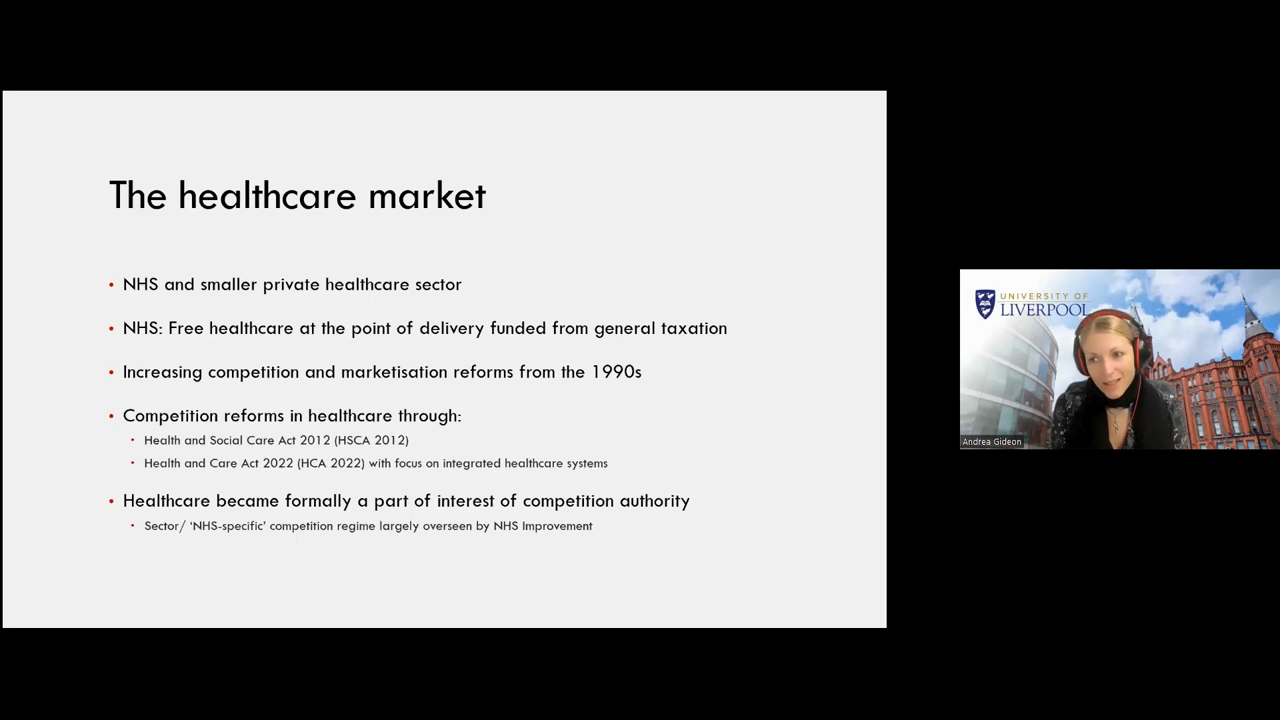 The healthcare market
• NHS and smaller private healthcare sector
• NHS: Free healthcare at the point of delivery funded from general taxation
• Increasing competition and marketisation reforms from the 1990s
• Competition reforms in healthcare through:
• Health and Social Care Act 2012 (HSCA 2012)
• Health and Care Act 2022 (HCA 2022) with focus on integrated healthcare systems
• Healthcare became formally a part of interest of competition authority
• Sector/ ‘NHS-specific’ competition regime largely overseen by NHS Improvement
UNIVERSITY OF
LIVERPOOL
Andrea Gideon